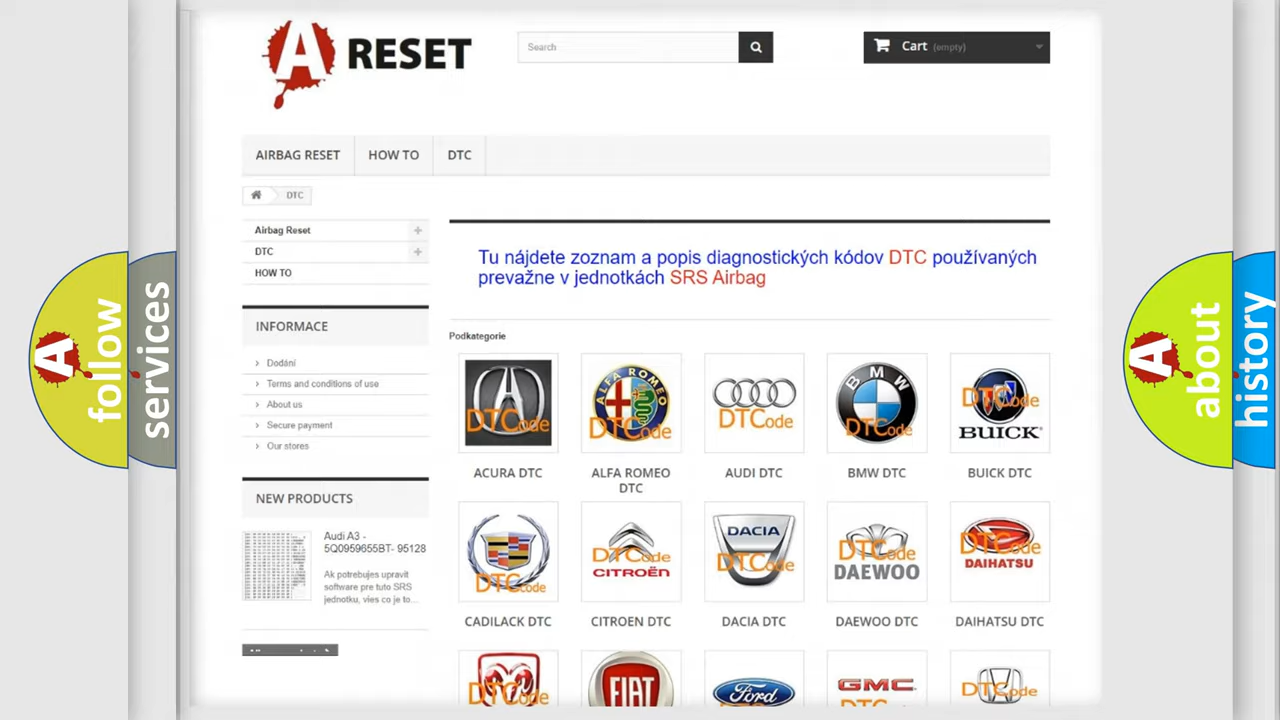 A RESET
Search
Cart (empty)
AIRBAG RESET
HOW TO
DTC
DTC
Airbag Reset
DTC
HOW TO
INFORMACE
Dodání
Terms and conditions of use
About us
Secure payment
Our stores
NEW PRODUCTS
Audi A3 -
5Q0959655BT- 95128
Ak potrebujes upravit
software pre tuto SRS
jednotku, vies co je to...
Tu nájdete zoznam a popis diagnostických kódov DTC používaných
prevažne v jednotkách SRS Airbag
Podkategorie
DTCode
ALFA ROMEO
DTCode
DTCode
BMW
DTCode
DTCode
BUICK
ACURA DTC
ALFA ROMEO
DTC
AUDI DTC
BMW DTC
BUICK DTC
DTCode
DTCode
CITROËN
DACIA
DTCode
DTCode
DAEWOO
DTCode
DAIHATSU
CADILACK DTC
CITROEN DTC
DACIA DTC
DAEWOO DTC
DAIHATSU DTC
DTCode
FIAT
Ford
GMC
DTCode
A follow
services
A about
history